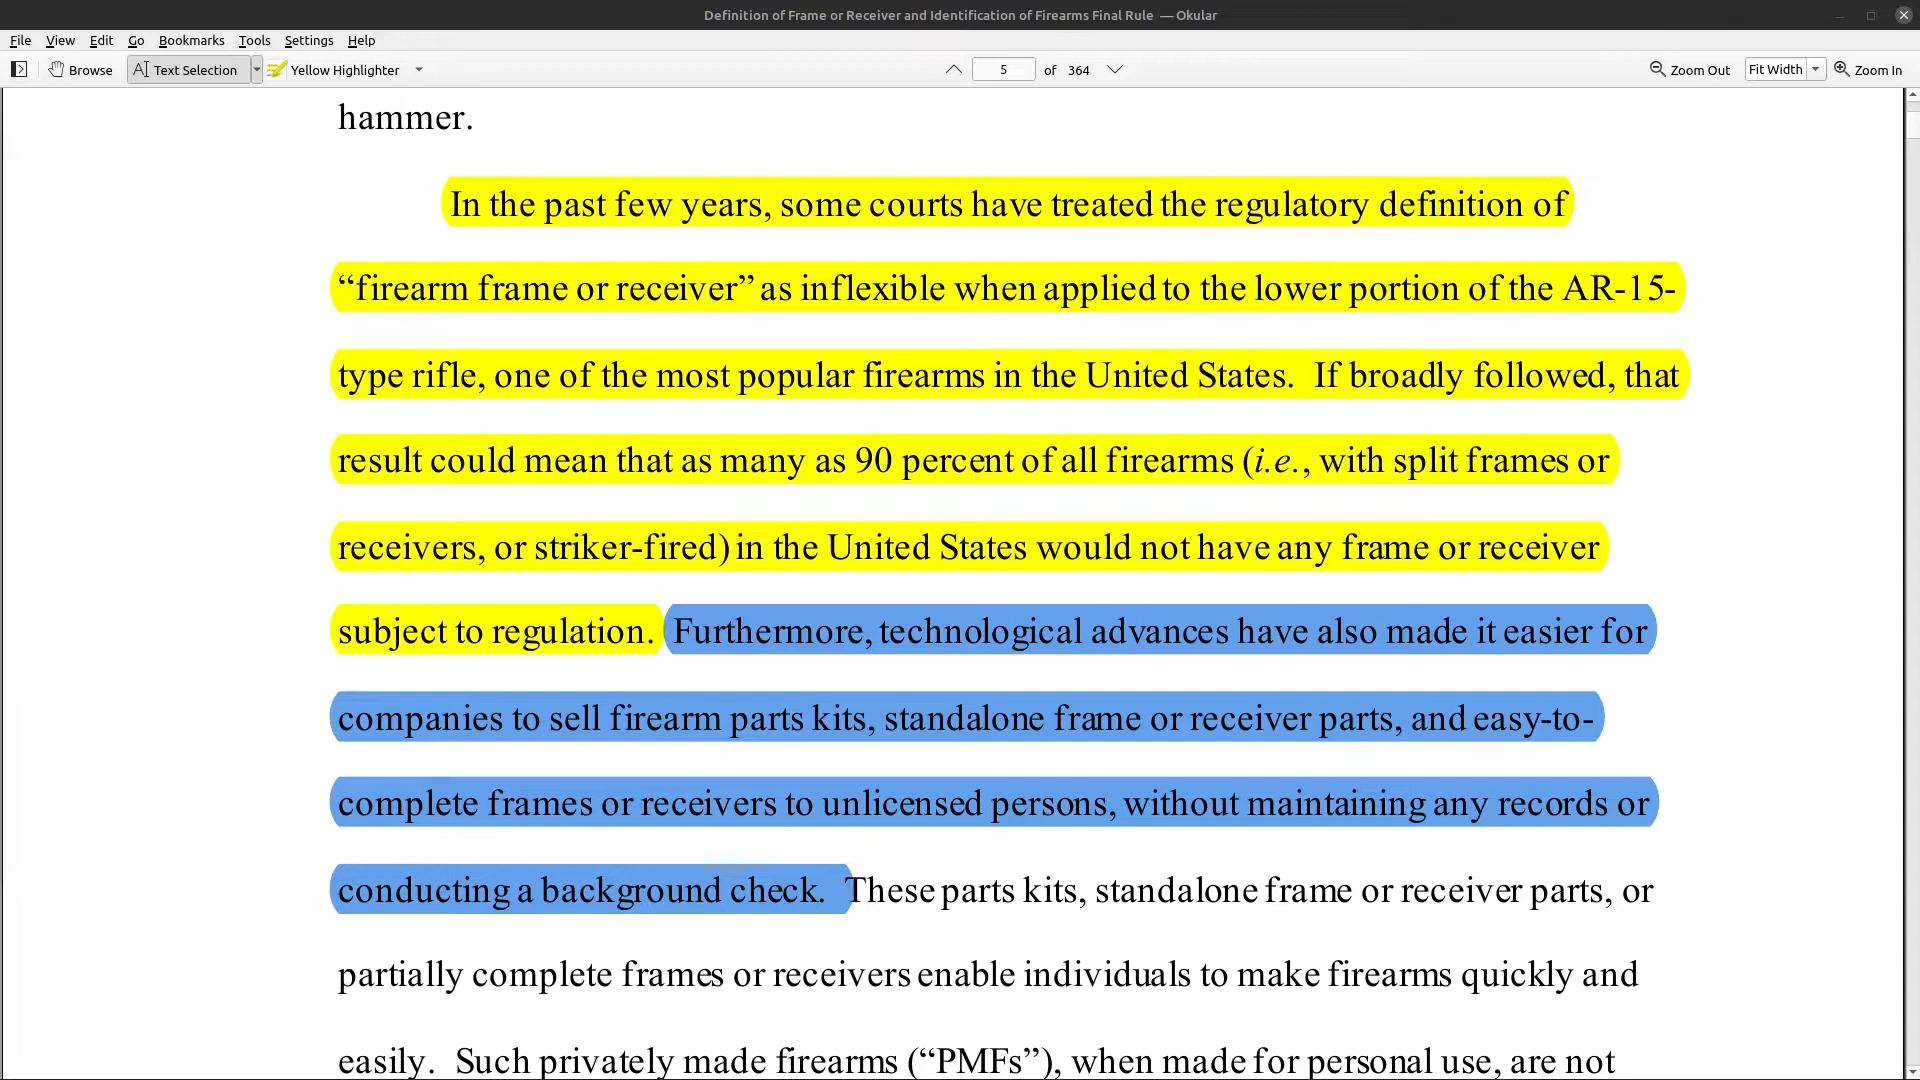 Definition of Frame or Receiver and Identification of Firearms Final Rule — Okular
File View Edit Go Bookmarks Tools Settings Help
Browse Text Selection Yellow Highlighter 5 of 364 Zoom Out Fit Width Zoom In
hammer.
In the past few years, some courts have treated the regulatory definition of
“firearm frame or receiver” as inflexible when applied to the lower portion of the AR-15-
type rifle, one of the most popular firearms in the United States. If broadly followed, that
result could mean that as many as 90 percent of all firearms (i.e., with split frames or
receivers, or striker-fired) in the United States would not have any frame or receiver
subject to regulation. Furthermore, technological advances have also made it easier for
companies to sell firearm parts kits, standalone frame or receiver parts, and easy-to-
complete frames or receivers to unlicensed persons, without maintaining any records or
conducting a background check. These parts kits, standalone frame or receiver parts, or
partially complete frames or receivers enable individuals to make firearms quickly and
easily. Such privately made firearms (“PMFs”), when made for personal use, are not